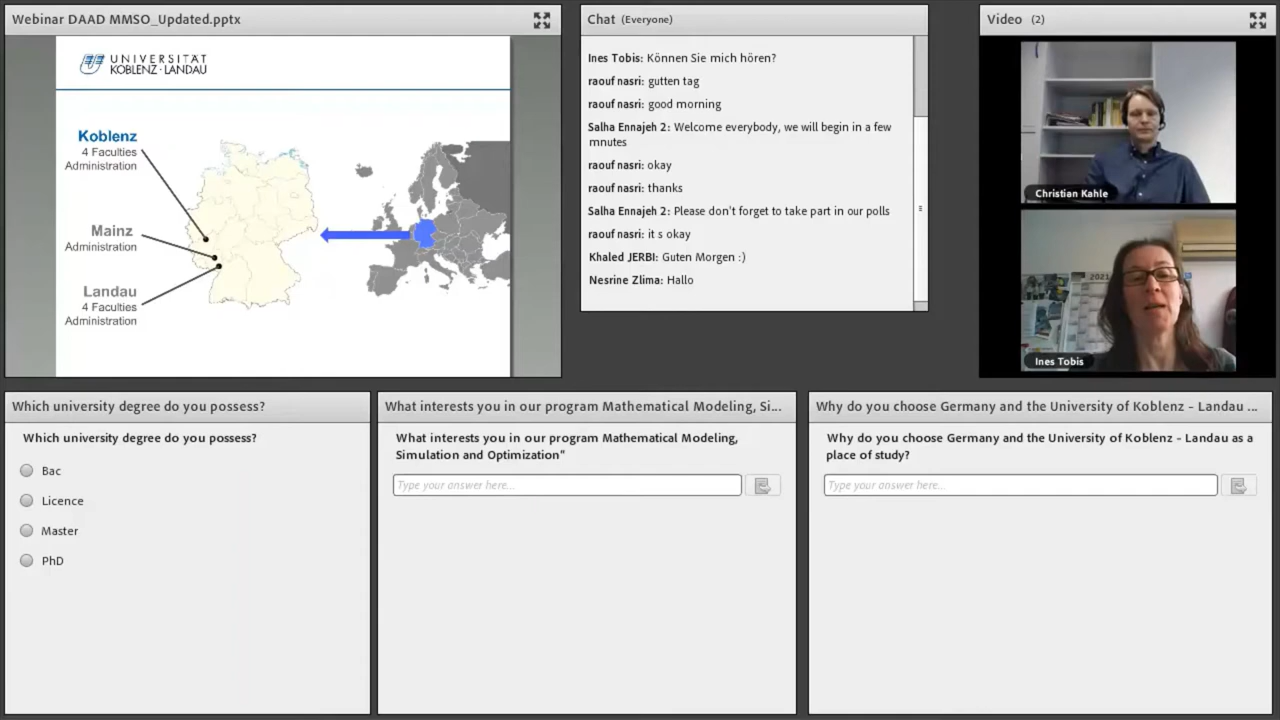 Webinar DAAD MMSO_Updated.pptx
UNIVERSITÄT
KOBLENZ · LANDAU
Koblenz
4 Faculties
Administration
Mainz
Administration
Landau
4 Faculties
Administration
Chat (Everyone)
Ines Tobis: Können Sie mich hören?
raouf nasri: gutten tag
raouf nasri: good morning
Salha Ennajeh 2: Welcome everybody, we will begin in a few
mnutes
raouf nasri: okay
raouf nasri: thanks
Salha Ennajeh 2: Please don't forget to take part in our polls
raouf nasri: it s okay
Khaled JERBI: Guten Morgen :)
Nesrine Zlima: Hallo
Video (2)
Christian Kahle
2021
Ines Tobis
Which university degree do you possess?
Which university degree do you possess?
Bac
Licence
Master
PhD
What interests you in our program Mathematical Modeling, Si...
What interests you in our program Mathematical Modeling,
Simulation and Optimization"
Type your answer here...
Why do you choose Germany and the University of Koblenz - Landau ...
Why do you choose Germany and the University of Koblenz - Landau as a
place of study?
Type your answer here...